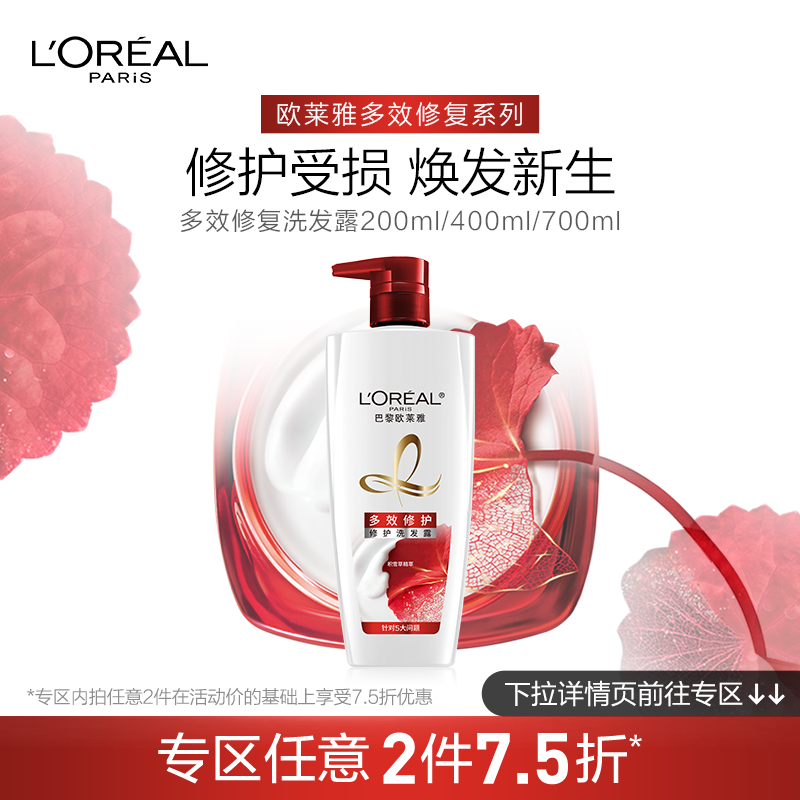 L'ORÉAL
PARiS
欧莱雅多效修复系列
修护受损 焕发新生
多效修复洗发露200ml/400ml/700ml
L'ORÉAL®
PARiS
巴黎欧莱雅
多效修护
修护洗发露
积雪草精萃
针对5大问题
*专区内拍任意2件在活动价的基础上享受7.5折优惠
下拉详情页前往专区↓↓
专区任意2件7.5折*